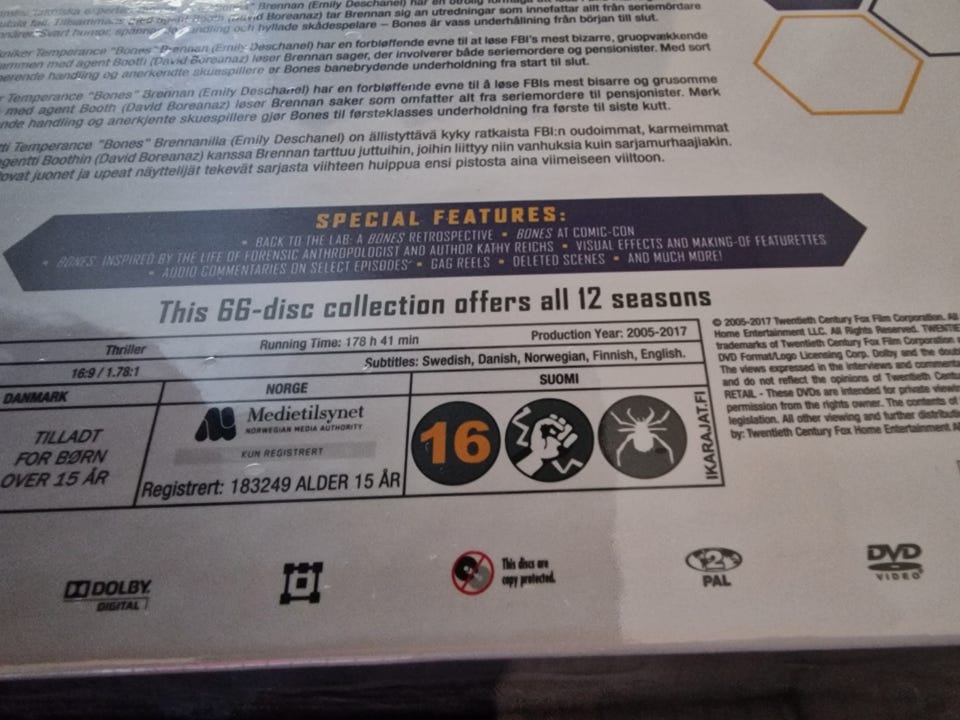 Brennan (Emily Deschanel) har en
agent Booth (David Boreanaz) tar Brennan sig an utredningar som innefattar allt från seriemördare
Svart humor, spännande handling och hyllade skådespelare – Bones är vass underhållning från början till slut.
Temperance "Bones" Brennan (Emily Deschanel) har en forbløffende evne til at løse FBI's mest bizarre, gruopvækkende
med agent Booth (David Boreanaz) løser Brennan sager, der involverer både seriemordere og pensionister. Med sort
handling og anerkendte skuespillere er Bones banebrydende underholdning fra start til slut.
Temperance "Bones" Brennan (Emily Deschanel) har en forbløffende evne til å løse FBIs mest bisarre og grusomme
med agent Booth (David Boreanaz) løser Brennan saker som omfatter alt fra seriemordere til pensjonister. Mørk
handling og anerkjente skuespillere gjør Bones til førsteklasses underholdning fra første til siste kutt.
Temperance "Bones" Brennanilla (Emily Deschanel) on ällistyttävä kyky ratkaista FBI:n oudoimmat, karmeimmat
Boothin (David Boreanaz) kanssa Brennan tarttuu juttuihin, joihin liittyy niin vanhuksia kuin sarjamurhaajiakin.
juonet ja upeat näyttelijät tekevät sarjasta viihteen huippua ensi pistosta aina viimeiseen viiltoon.
SPECIAL FEATURES:
• BACK TO THE LAB: A BONES RETROSPECTIVE • BONES AT COMIC-CON
• BONES: INSPIRED BY THE LIFE OF FORENSIC ANTHROPOLOGIST AND AUTHOR KATHY REICHS • VISUAL EFFECTS AND MAKING-OF FEATURETTES
• AUDIO COMMENTARIES ON SELECT EPISODES • GAG REELS • DELETED SCENES • AND MUCH MORE!
This 66-disc collection offers all 12 seasons
Thriller Running Time: 178 h 41 min Production Year: 2005-2017
16:9 / 1.78:1 Subtitles: Swedish, Danish, Norwegian, Finnish, English.
DANMARK
TILLADT
FOR BØRN
OVER 15 ÅR
NORGE
Medietilsynet
NORWEGIAN MEDIA AUTHORITY
KUN REGISTRERT
Registrert: 183249 ALDER 15 ÅR
SUOMI
16
IKARAJAT.FI
© 2005-2017 Twentieth Century Fox Film Corporation. All
Home Entertainment LLC. All Rights Reserved.
trademarks of Twentieth Century Fox Film Corporation
DVD Format/Logo Licensing Corp. Dolby and the
The views expressed in the interviews and
and do not reflect the opinions of Twentieth
RETAIL - These DVDs are intended for private
permission from the rights owner. The contents of
legislation. All other viewing and further
by: Twentieth Century Fox Home Entertainment
DOLBY
DIGITAL
This discs are
copy protected.
2
PAL
DVD
VIDEO